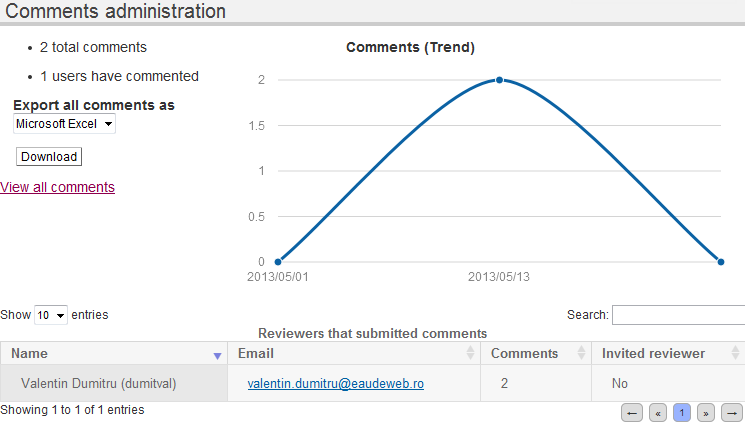 Comments administration
• 2 total comments
• 1 users have commented
Export all comments as
Microsoft Excel
Download
View all comments
Comments (Trend)
2
1.5
1
0.5
0
2013/05/01 2013/05/13
Show 10 entries
Search:
Reviewers that submitted comments
Name Email Comments Invited reviewer
Valentin Dumitru (dumitval) valentin.dumitru@eaudeweb.ro 2 No
Showing 1 to 1 of 1 entries
← « 1 » →